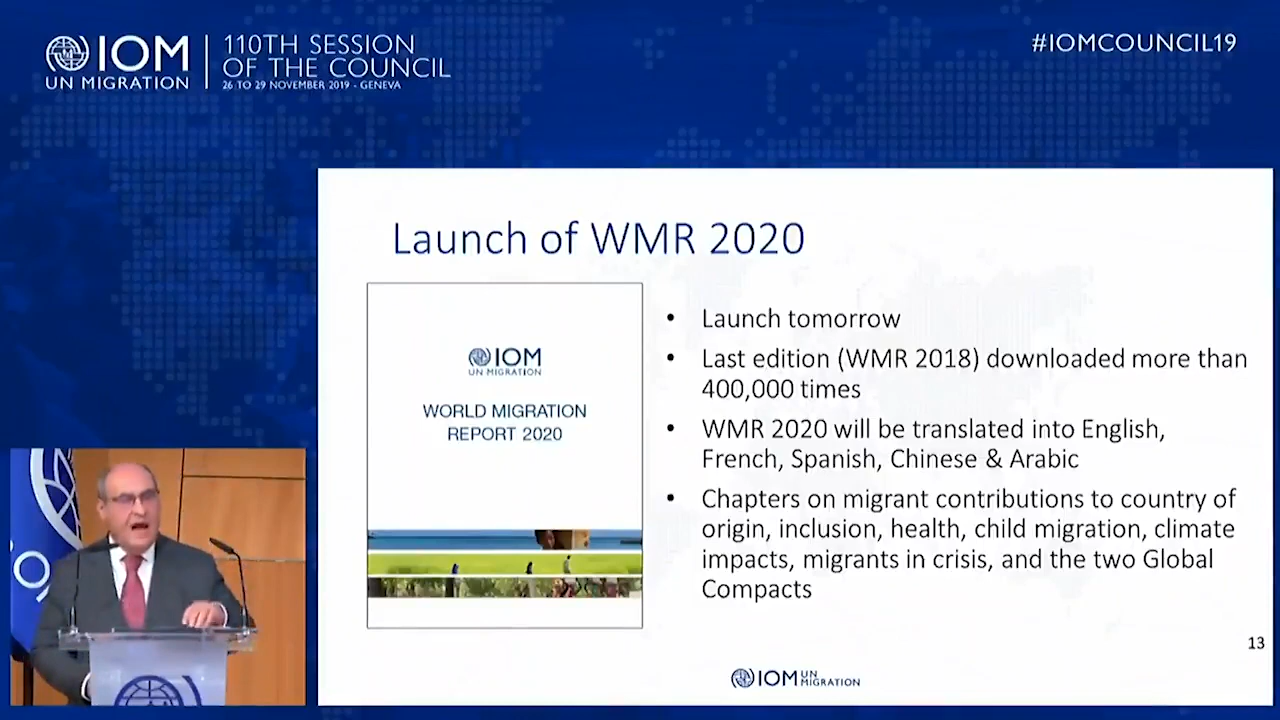 IOM
UN MIGRATION
110TH SESSION
OF THE COUNCIL
26 TO 29 NOVEMBER 2019 - GENEVA
#IOMCOUNCIL19
Launch of WMR 2020
IOM
UN MIGRATION
WORLD MIGRATION
REPORT 2020
• Launch tomorrow
• Last edition (WMR 2018) downloaded more than
400,000 times
• WMR 2020 will be translated into English,
French, Spanish, Chinese & Arabic
• Chapters on migrant contributions to country of
origin, inclusion, health, child migration, climate
impacts, migrants in crisis, and the two Global
Compacts
13
IOM UN
MIGRATION